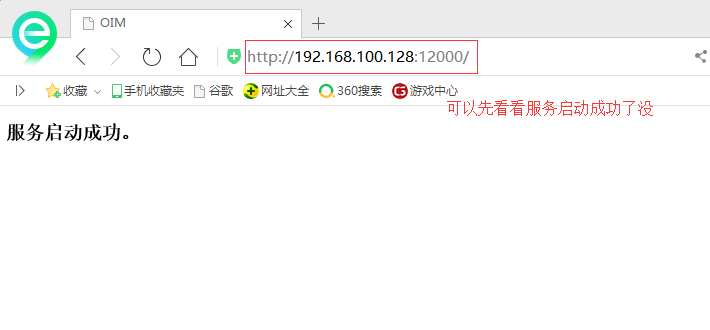 OIM
http://192.168.100.128:12000/
收藏 手机收藏夹 谷歌 网址大全 360搜索 游戏中心
可以先看看服务启动成功了没
服务启动成功。